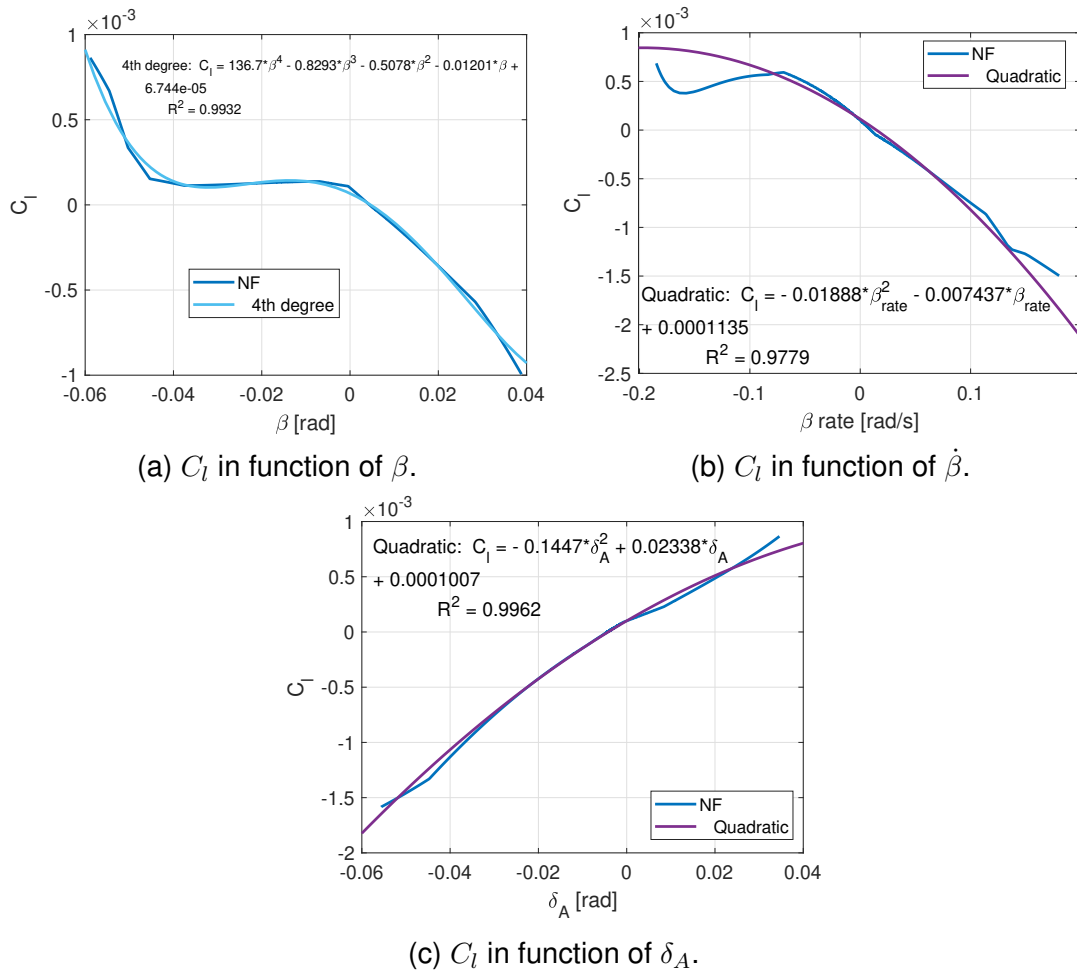 ×10⁻³
1
0.5
0
-0.5
-1
C_l
4th degree: C_l = 136.7*β⁴ - 0.8293*β³ - 0.5078*β² - 0.01201*β +
6.744e-05
R² = 0.9932
NF
4th degree
-0.06 -0.04 -0.02 0 0.02 0.04
β [rad]
(a) C_l in function of β.
×10⁻³
1
0.5
0
-0.5
-1
-1.5
-2
-2.5
C_l
NF
Quadratic
Quadratic: C_l = - 0.01888*β²_rate - 0.007437*β_rate
+ 0.0001135
R² = 0.9779
-0.2 -0.1 0 0.1
β rate [rad/s]
(b) C_l in function of β̇.
×10⁻³
1
0.5
0
-0.5
-1
-1.5
-2
C_l
Quadratic: C_l = - 0.1447*δ²_A + 0.02338*δ_A
+ 0.0001007
R² = 0.9962
NF
Quadratic
-0.06 -0.04 -0.02 0 0.02 0.04
δ_A [rad]
(c) C_l in function of δ_A.